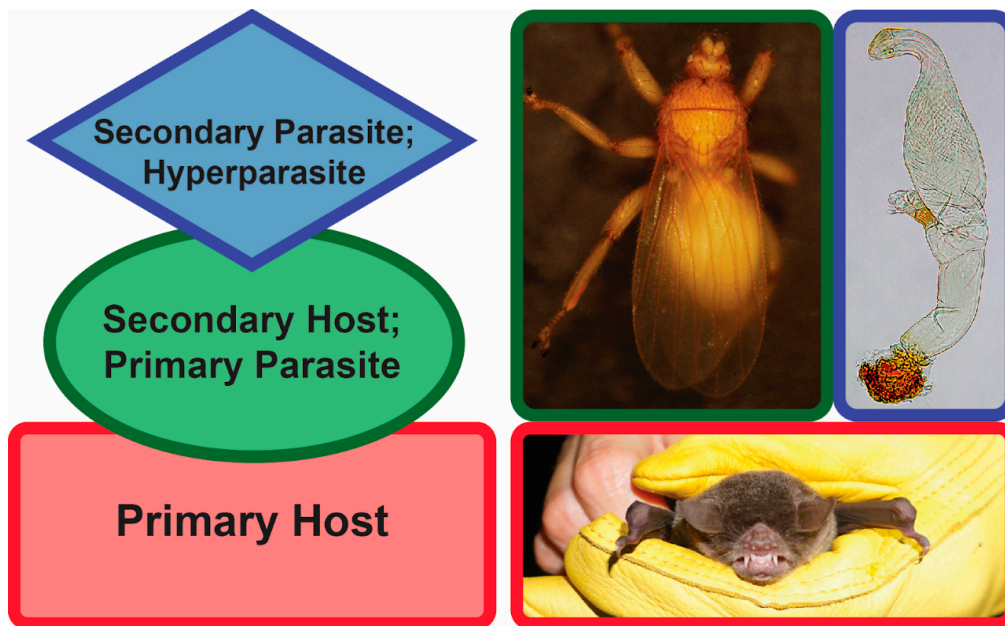 Secondary Parasite;
Hyperparasite
Secondary Host;
Primary Parasite
Primary Host